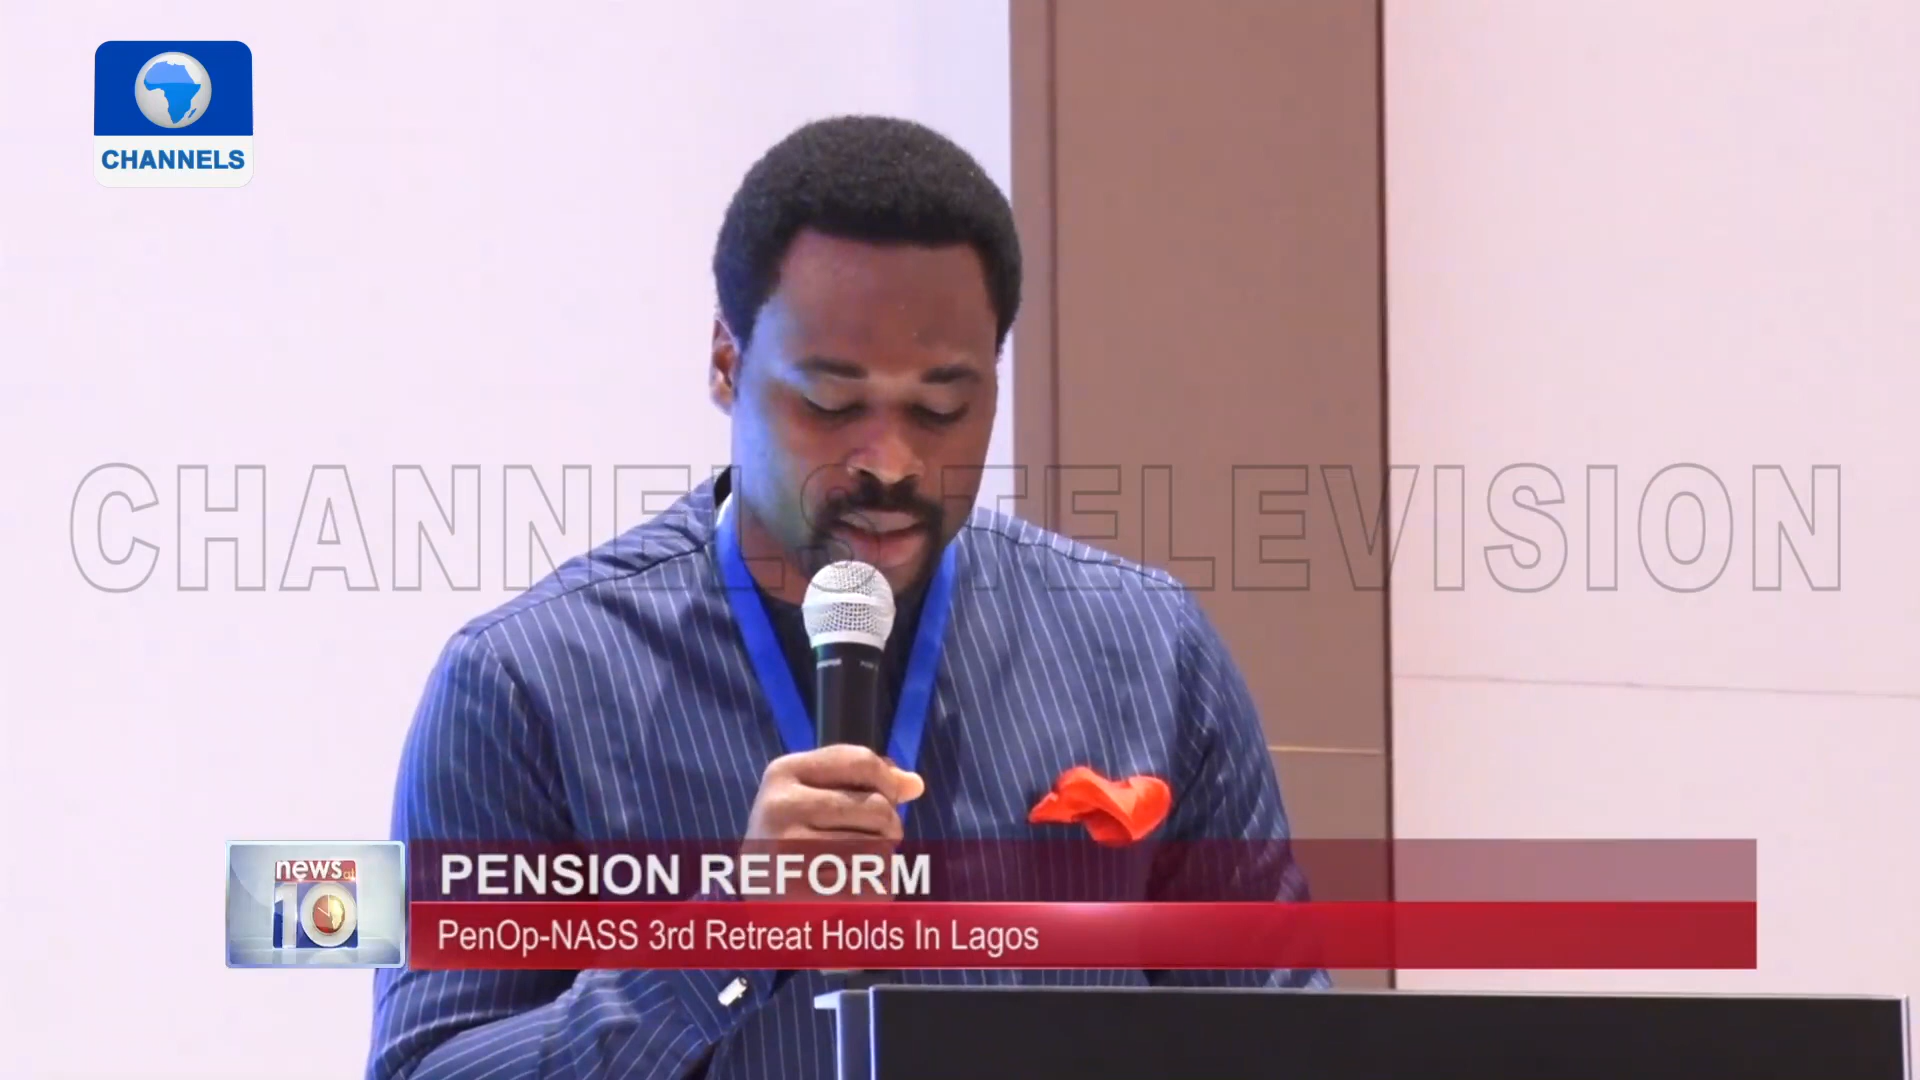 CHANNELS
CHANNELS TELEVISION
news at
10
PENSION REFORM
PenOp-NASS 3rd Retreat Holds In Lagos